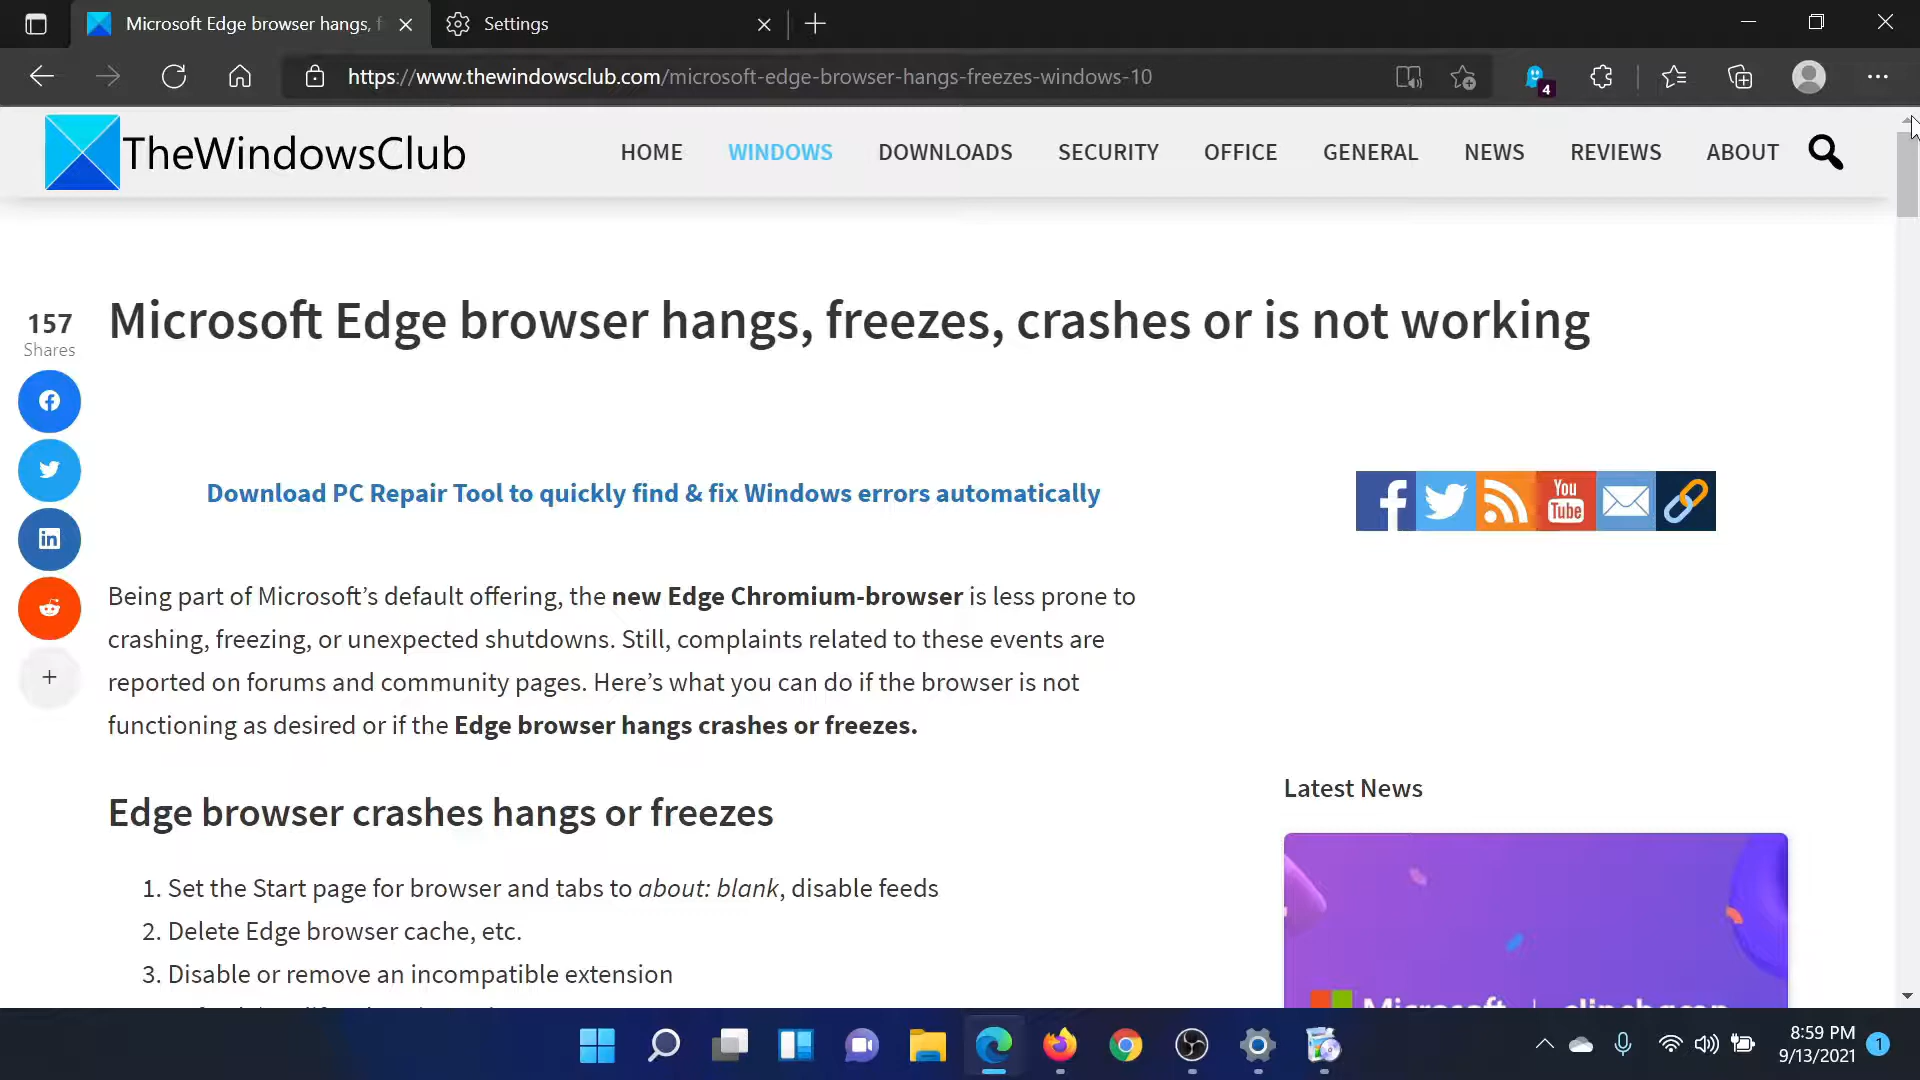 Microsoft Edge browser hangs, f
Settings
https://www.thewindowsclub.com/microsoft-edge-browser-hangs-freezes-windows-10
4
TheWindowsClub
HOME
WINDOWS
DOWNLOADS
SECURITY
OFFICE
GENERAL
NEWS
REVIEWS
ABOUT
Microsoft Edge browser hangs, freezes, crashes or is not working
157
Shares
Download PC Repair Tool to quickly find & fix Windows errors automatically
You
Tube
Being part of Microsoft’s default offering, the new Edge Chromium-browser is less prone to
crashing, freezing, or unexpected shutdowns. Still, complaints related to these events are
reported on forums and community pages. Here’s what you can do if the browser is not
functioning as desired or if the Edge browser hangs crashes or freezes.
Latest News
Edge browser crashes hangs or freezes
1. Set the Start page for browser and tabs to about: blank, disable feeds
2. Delete Edge browser cache, etc.
3. Disable or remove an incompatible extension
Microsoft | clipchamp
8:59 PM
9/13/2021
1